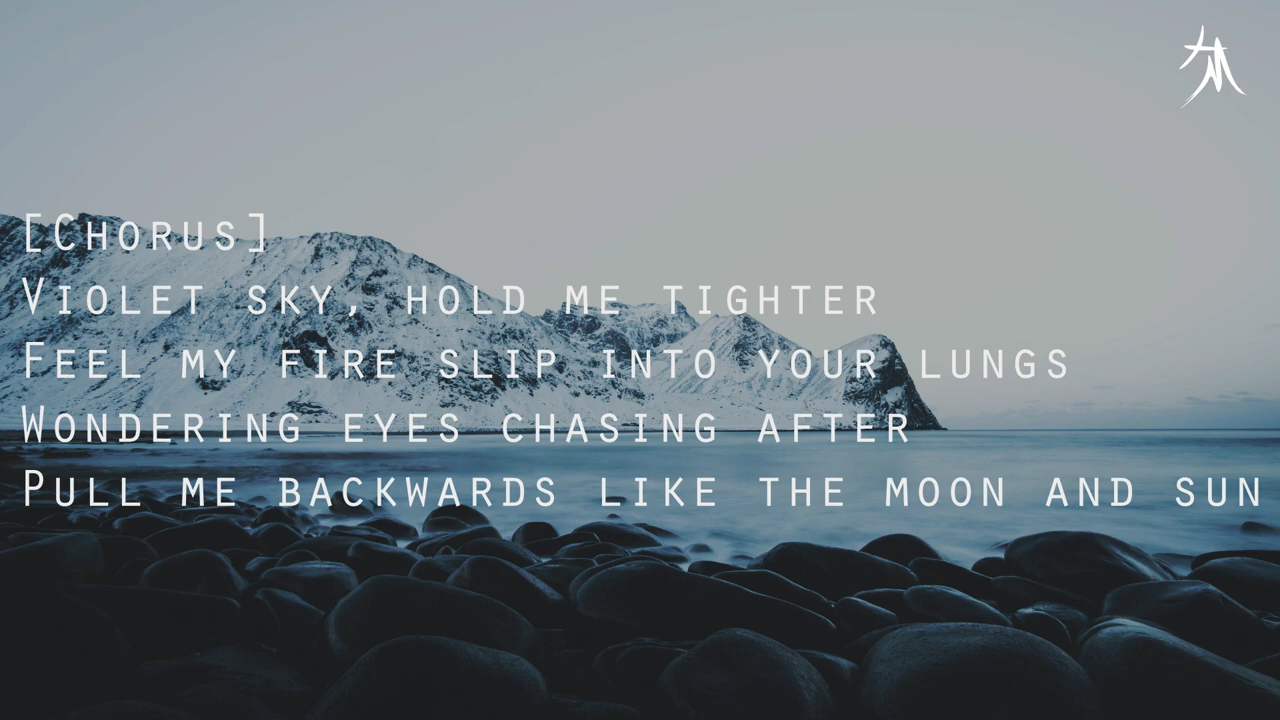 [Chorus]
Violet sky, hold me tighter
Feel my fire slip into your lungs
Wondering eyes chasing after
Pull me backwards like the moon and sun